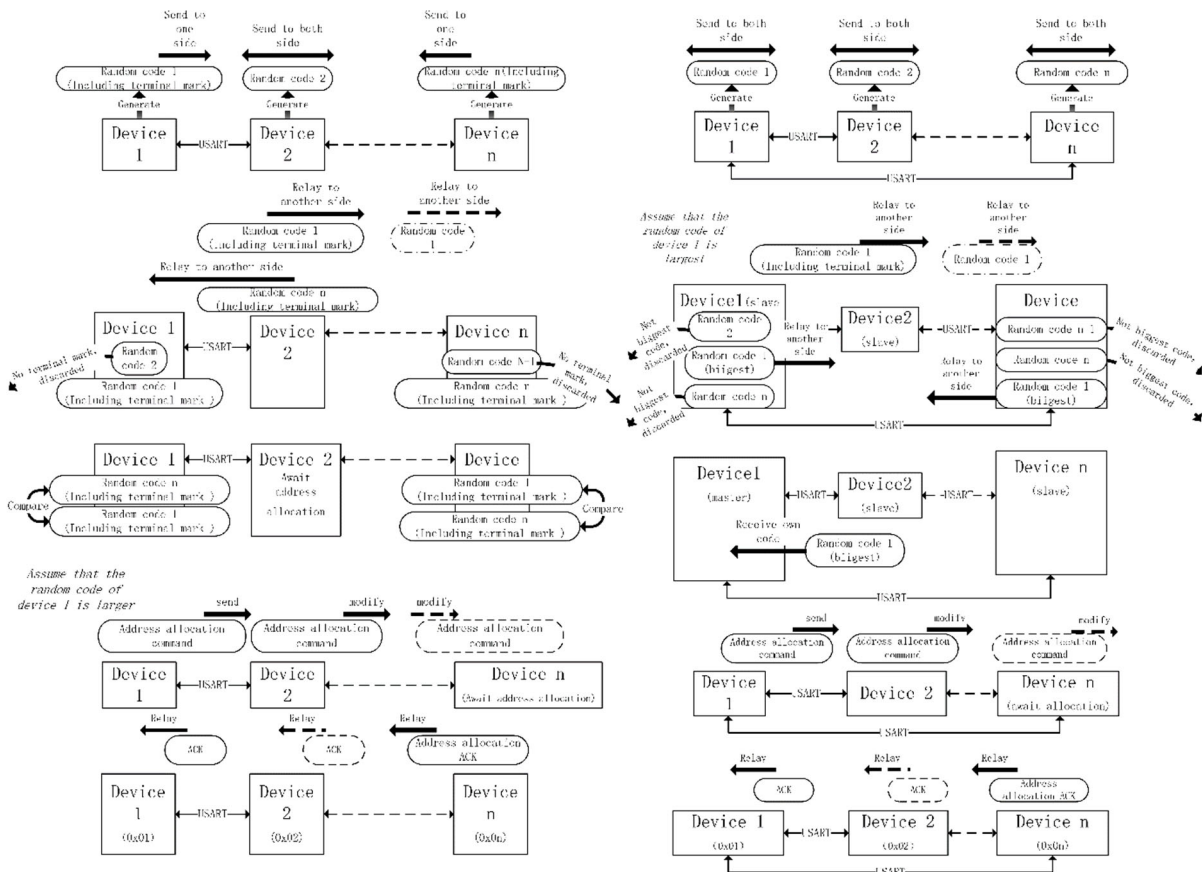 Send to
one
side
Send to both
side
Send to
one
side
Random code 1
(Including terminal mark)
Random code 2
Random code n(Including
terminal mark)
Generate
Generate
Generate
Device
1
USART
Device
2
Device
n
Relay to
another side
Relay to
another side
Random code 1
(Including terminal mark)
Random code
1
Relay to another side
Random code n
(Including terminal mark)
Device 1
Random
code 2
No terminal mark,
discarded
Random code 1
(Including terminal mark)
USART
Device
2
Device
n
Random code N-1
No terminal
mark,
discarded
Random code n
(Including terminal mark)
Device 1
USART
Device 2
Await
address
allocation
Device
Random code n
(Including terminal mark )
Random code 1
(Including terminal mark )
Compare
Random code 1
(Including terminal mark )
Random code n
(Including terminal mark )
Compare
Assume that the
random code of
device 1 is larger
send
modify
modify
Address allocation
command
Address allocation
command
Address allocation
command
Device
1
USART
Device
2
Device n
(Await address allocation)
Relay
Relay
Relay
ACK
ACK
Address allocation
ACK
Device
1
(0x01)
USART
Device
2
(0x02)
Device
n
(0x0n)
Send to both
side
Send to both
side
Send to both
side
Random code 1
Random code 2
Random code n
Generate
Generate
Generate
Device
1
USART
Device
2
Device
n
USART
Assume that the
random code of
device 1 is
largest
Relay to
another
side
Relay to
another
side
Random code 1
(Including terminal mark)
Random code 1
Device1(slave
Random code
2
Not
biggest
code,
discarded
Random code 1
(biigest)
Relay to
another
side
Random code n
Not
biggest
code,
discarded
Device2
(slave)
USART
Device
Random code n-1
Not biggest code,
discarded
Random code n
Not biggest code,
discarded
Relay to
another
side
Random code 1
(bilgest)
USART
Device1
(master)
USART
Device2
(slave)
USART
Device n
(slave)
Receive own
code
Random code 1
(bligest)
USART
send
modify
modify
Address allocation
command
Address allocation
command
Address allocation
command
Device
1
USART
Device 2
Device n
(await allocation)
USART
Relay
Relay
Relay
ACK
ACK
Address
allocation ACK
Device 1
(0x01)
USART
Device 2
(0x02)
Device n
(0x0n)
USART